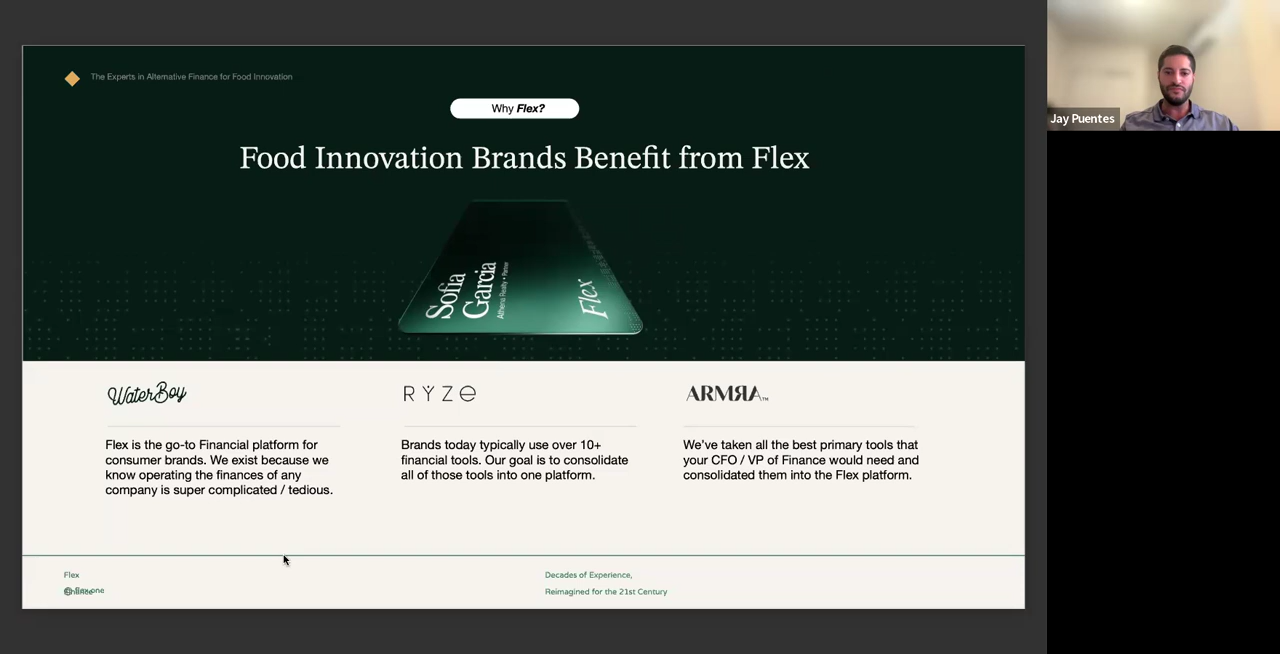 The Experts in Alternative Finance for Food Innovation
Why Flex?
Food Innovation Brands Benefit from Flex
Sofia
Garcia
Flex
WaterBoy
RYZE
ARMRA™
Flex is the go-to Financial platform for
consumer brands. We exist because we
know operating the finances of any
company is super complicated / tedious.
Brands today typically use over 10+
financial tools. Our goal is to consolidate
all of those tools into one platform.
We've taken all the best primary tools that
your CFO / VP of Finance would need and
consolidated them into the Flex platform.
Flex
Decades of Experience,
Reimagined for the 21st Century
Jay Puentes